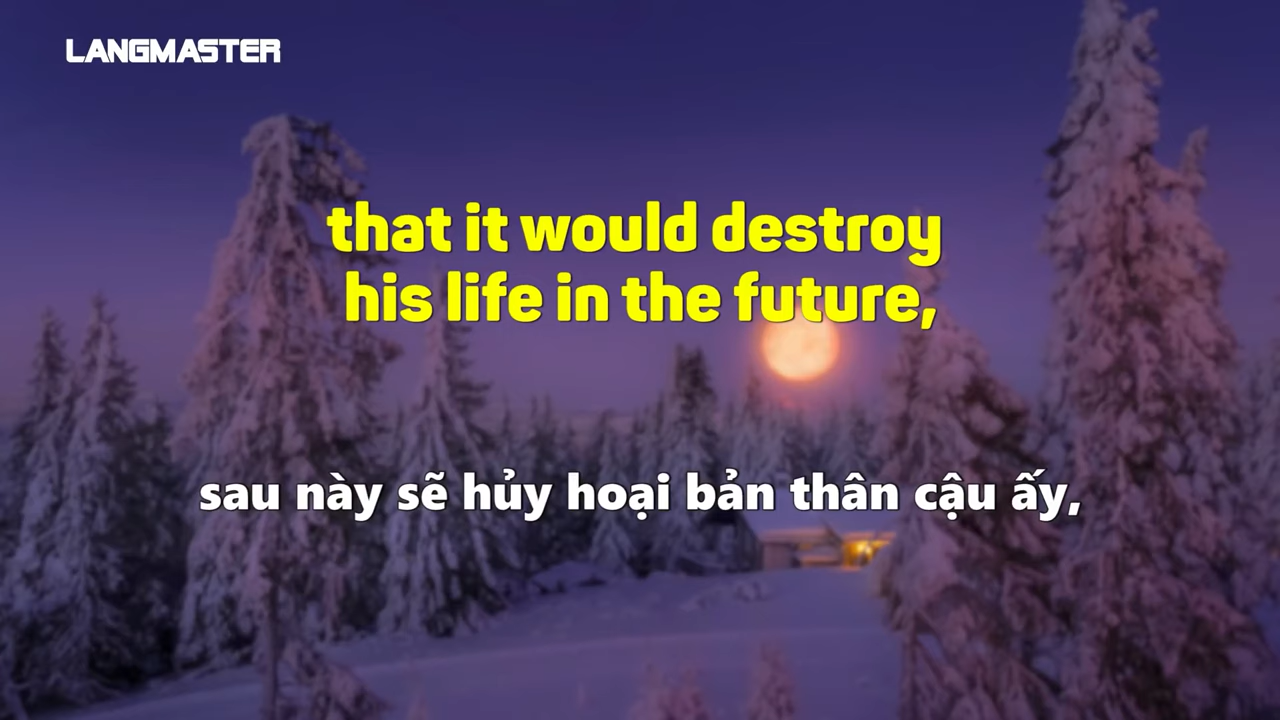 LANGMASTER
that it would destroy
his life in the future,
sau này sẽ hủy hoại bản thân cậu ấy,